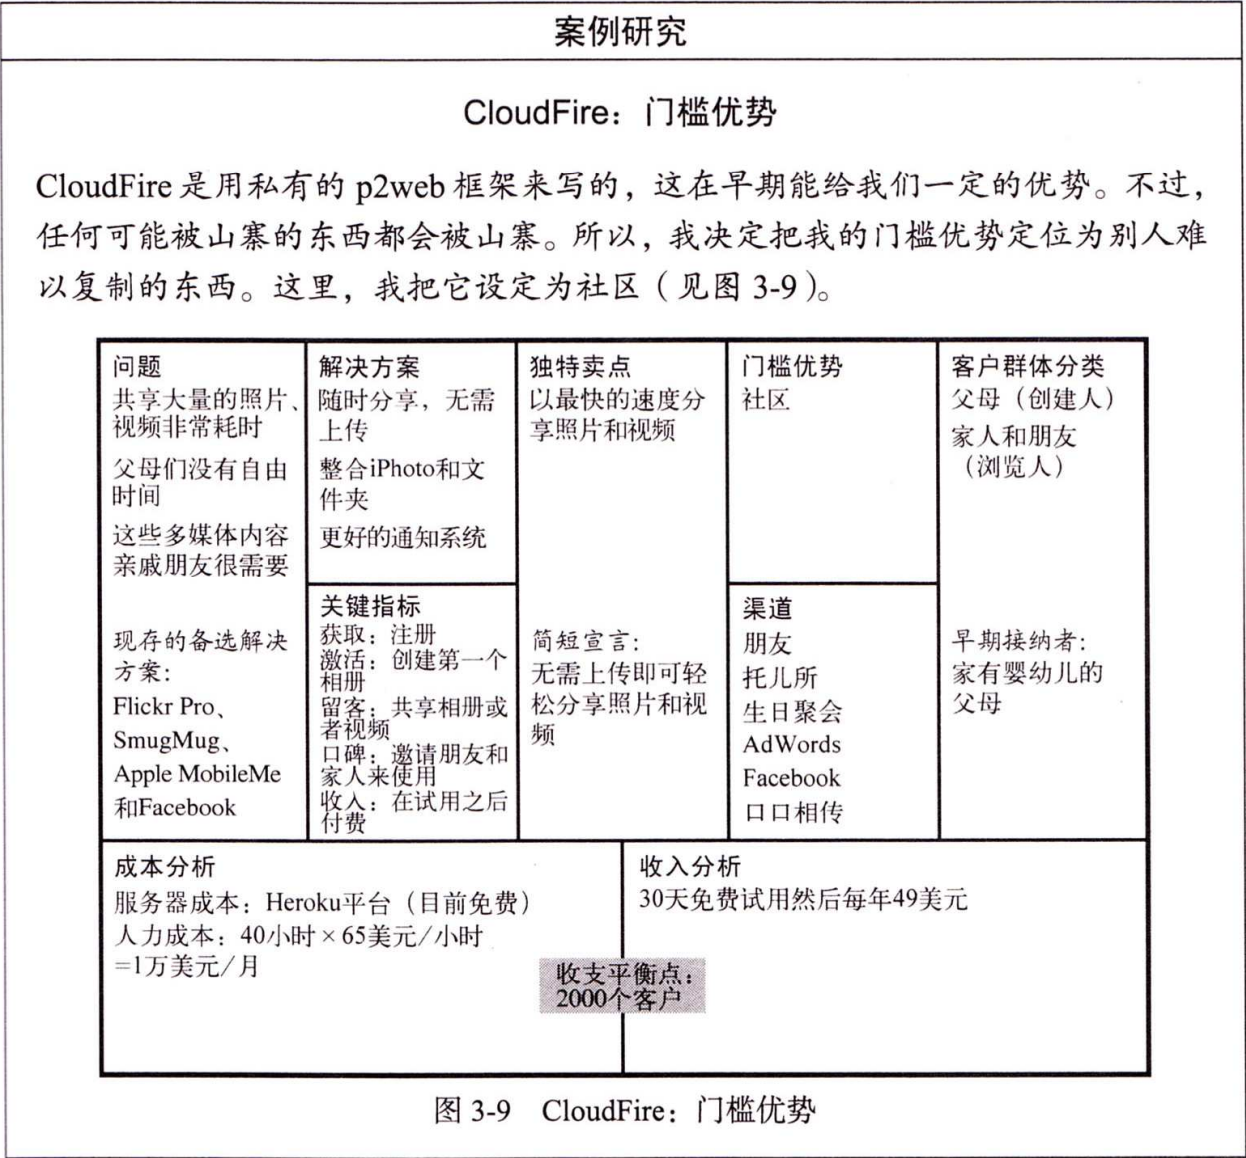 案例研究
CloudFire：门槛优势
CloudFire 是用私有的 p2web 框架来写的，这在早期能给我们一定的优势。不过，
任何可能被山寨的东西都会被山寨。所以，我决定把我的门槛优势定位为别人难
以复制的东西。这里，我把它设定为社区（见图 3-9）。
问题
共享大量的照片、
视频非常耗时
父母们没有自由
时间
这些多媒体内容
亲戚朋友很需要
现存的备选解决
方案：
Flickr Pro、
SmugMug、
Apple MobileMe
和Facebook
解决方案
随时分享，无需
上传
整合iPhoto和文
件夹
更好的通知系统
关键指标
获取：注册
激活：创建第一个
相册
留客：共享相册或
者视频
口碑：邀请朋友和
家人来使用
收入：在试用之后
付费
独特卖点
以最快的速度分
享照片和视频
简短宣言：
无需上传即可轻
松分享照片和视
频
门槛优势
社区
渠道
朋友
托儿所
生日聚会
AdWords
Facebook
口口相传
客户群体分类
父母（创建人）
家人和朋友
（浏览人）
早期接纳者：
家有婴幼儿的
父母
成本分析
服务器成本：Heroku平台（目前免费）
人力成本：40小时×65美元/小时
=1万美元/月
收入分析
30天免费试用然后每年49美元
收支平衡点：
2000个客户
图 3-9 CloudFire：门槛优势